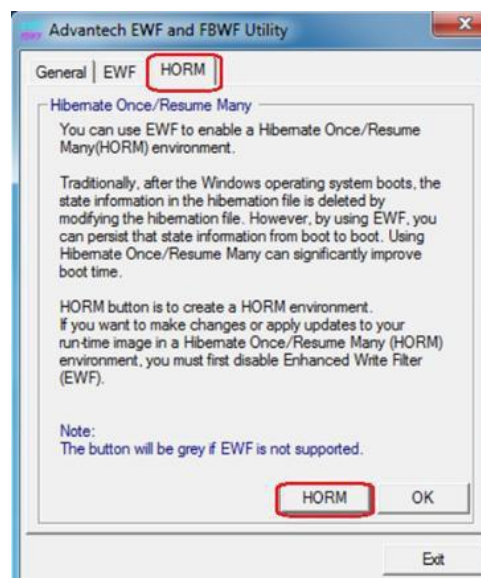 Advantech EWF and FBWF Utility
General EWF HORM
Hibernate Once/Resume Many
You can use EWF to enable a Hibernate Once/Resume
Many(HORM) environment.
Traditionally, after the Windows operating system boots, the
state information in the hibernation file is deleted by
modifying the hibernation file. However, by using EWF, you
can persist that state information from boot to boot. Using
Hibernate Once/Resume Many can significantly improve
boot time.
HORM button is to create a HORM environment.
If you want to make changes or apply updates to your
run-time image in a Hibernate Once/Resume Many (HORM)
environment, you must first disable Enhanced Write Filter
(EWF).
Note:
The button will be grey if EWF is not supported.
HORM OK
Exit